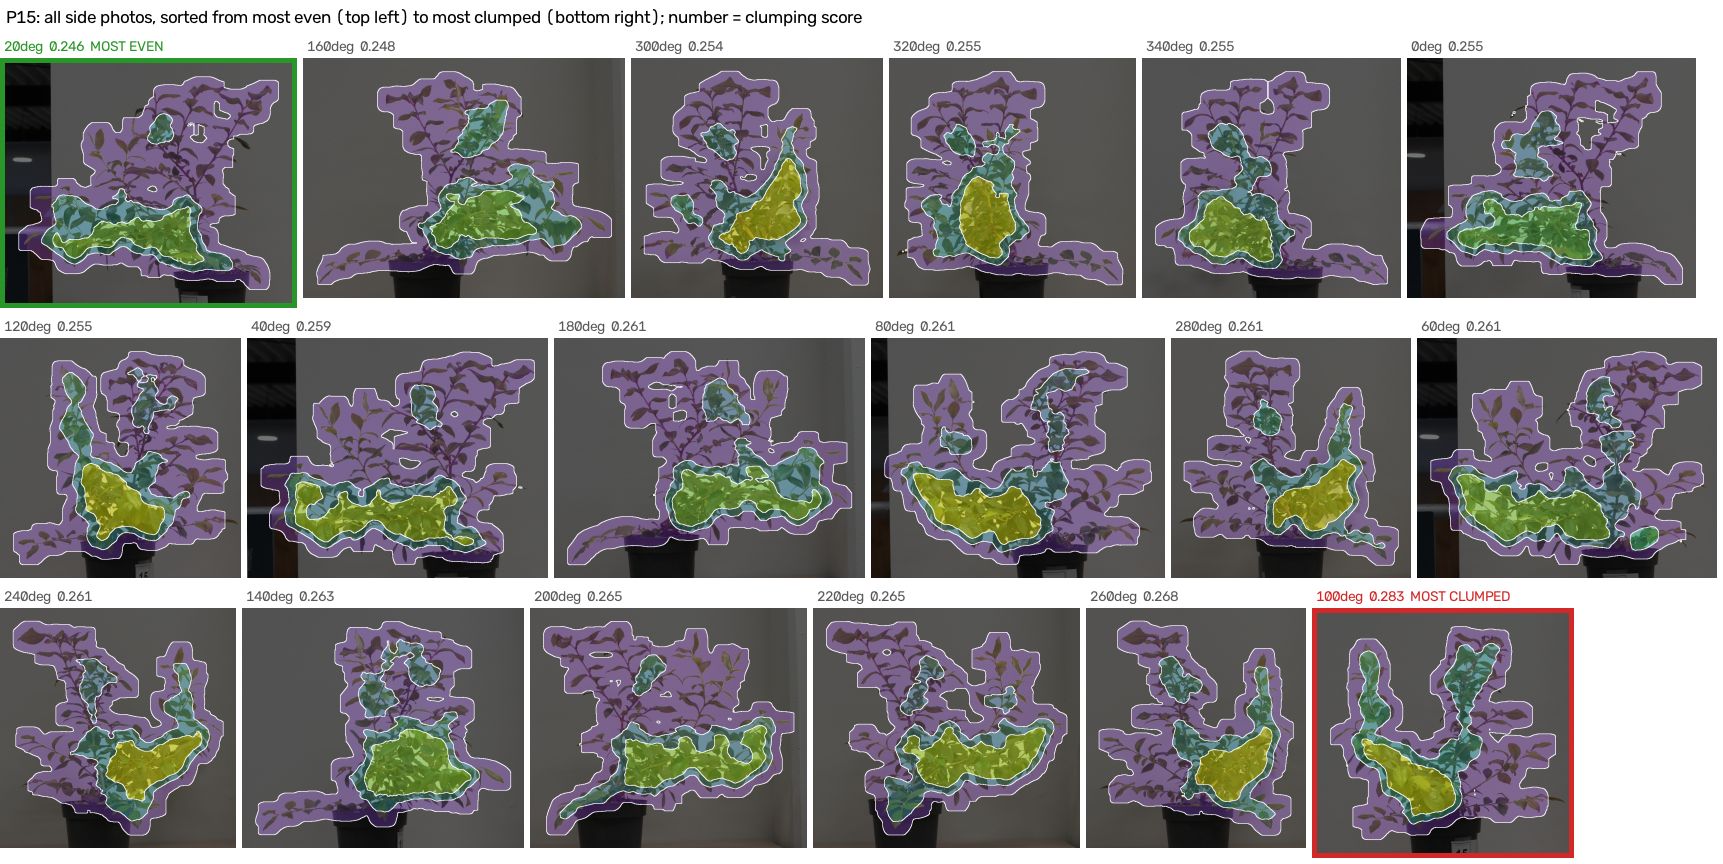 P15: all side photos, sorted from most even (top left) to most clumped (bottom right); number = clumping score
20deg 0.246 MOST EVEN
160deg 0.248
300deg 0.254
320deg 0.255
340deg 0.255
0deg 0.255
120deg 0.255
40deg 0.259
180deg 0.261
80deg 0.261
280deg 0.261
60deg 0.261
15
240deg 0.261
140deg 0.263
200deg 0.265
220deg 0.265
260deg 0.268
100deg 0.283 MOST CLUMPED
15